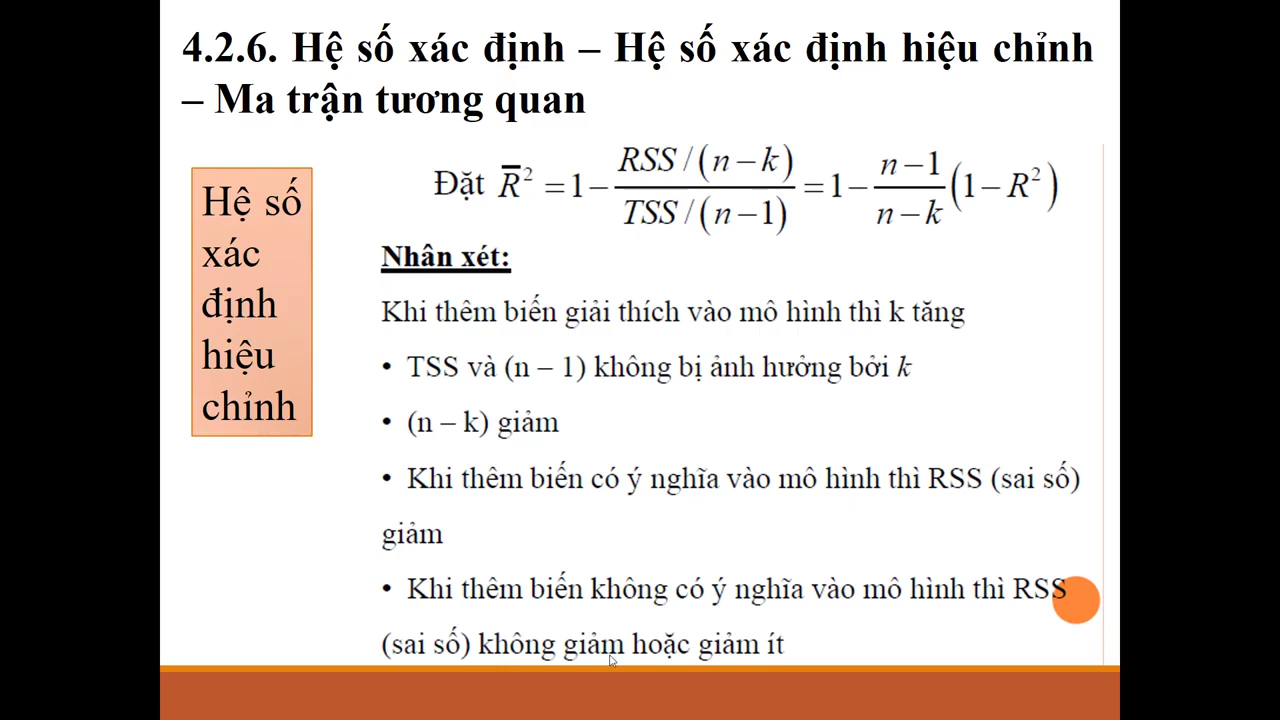 4.2.6. Hệ số xác định – Hệ số xác định hiệu chỉnh
– Ma trận tương quan
Hệ số
xác
định
hiệu
chỉnh
Đặt R̅² = 1 − (RSS / (n − k)) / (TSS / (n − 1)) = 1 − (n − 1)/(n − k) (1 − R²)
Nhân xét:
Khi thêm biến giải thích vào mô hình thì k tăng
• TSS và (n – 1) không bị ảnh hưởng bởi k
• (n – k) giảm
• Khi thêm biến có ý nghĩa vào mô hình thì RSS (sai số)
giảm
• Khi thêm biến không có ý nghĩa vào mô hình thì RSS
(sai số) không giảm hoặc giảm ít